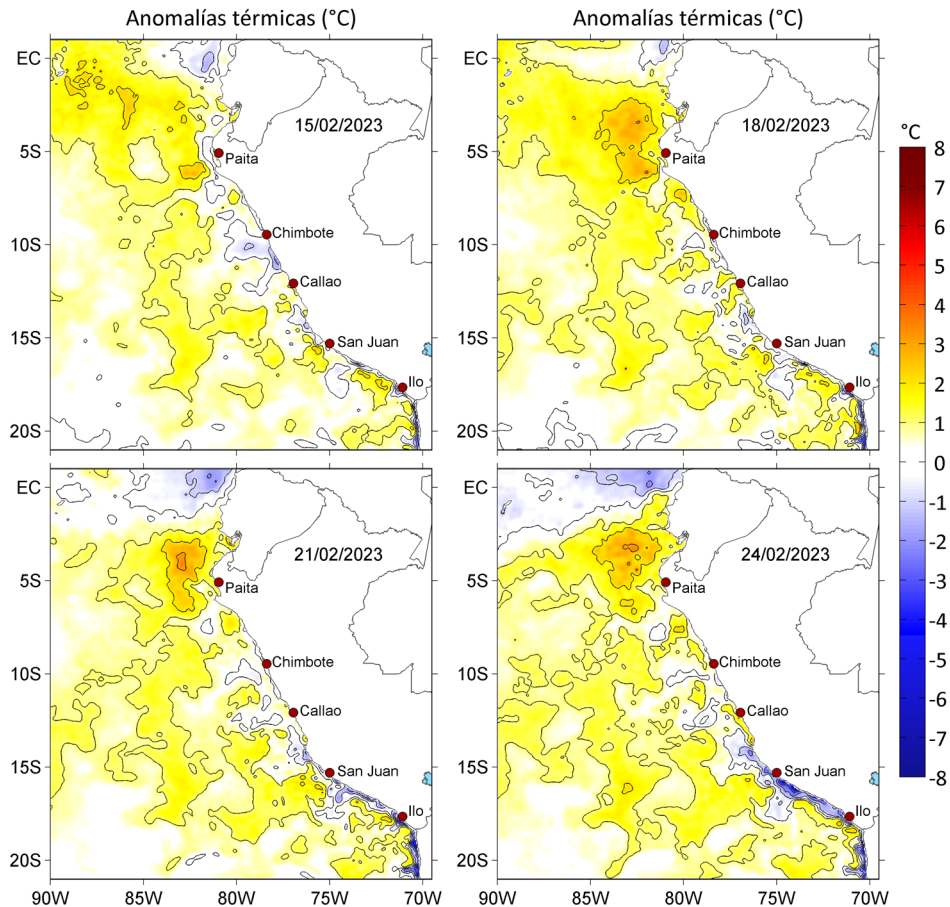 Anomalías térmicas (°C)
Anomalías térmicas (°C)
EC
5S
10S
15S
20S
15/02/2023
Paita
Chimbote
Callao
San Juan
Ilo
EC
5S
10S
15S
20S
18/02/2023
Paita
Chimbote
Callao
San Juan
Ilo
°C
8
7
6
5
4
3
2
1
0
-1
-2
-3
-4
-5
-6
-7
-8
EC
5S
10S
15S
20S
21/02/2023
Paita
Chimbote
Callao
San Juan
Ilo
90W
85W
80W
75W
70W
EC
5S
10S
15S
20S
24/02/2023
Paita
Chimbote
Callao
San Juan
Ilo
90W
85W
80W
75W
70W